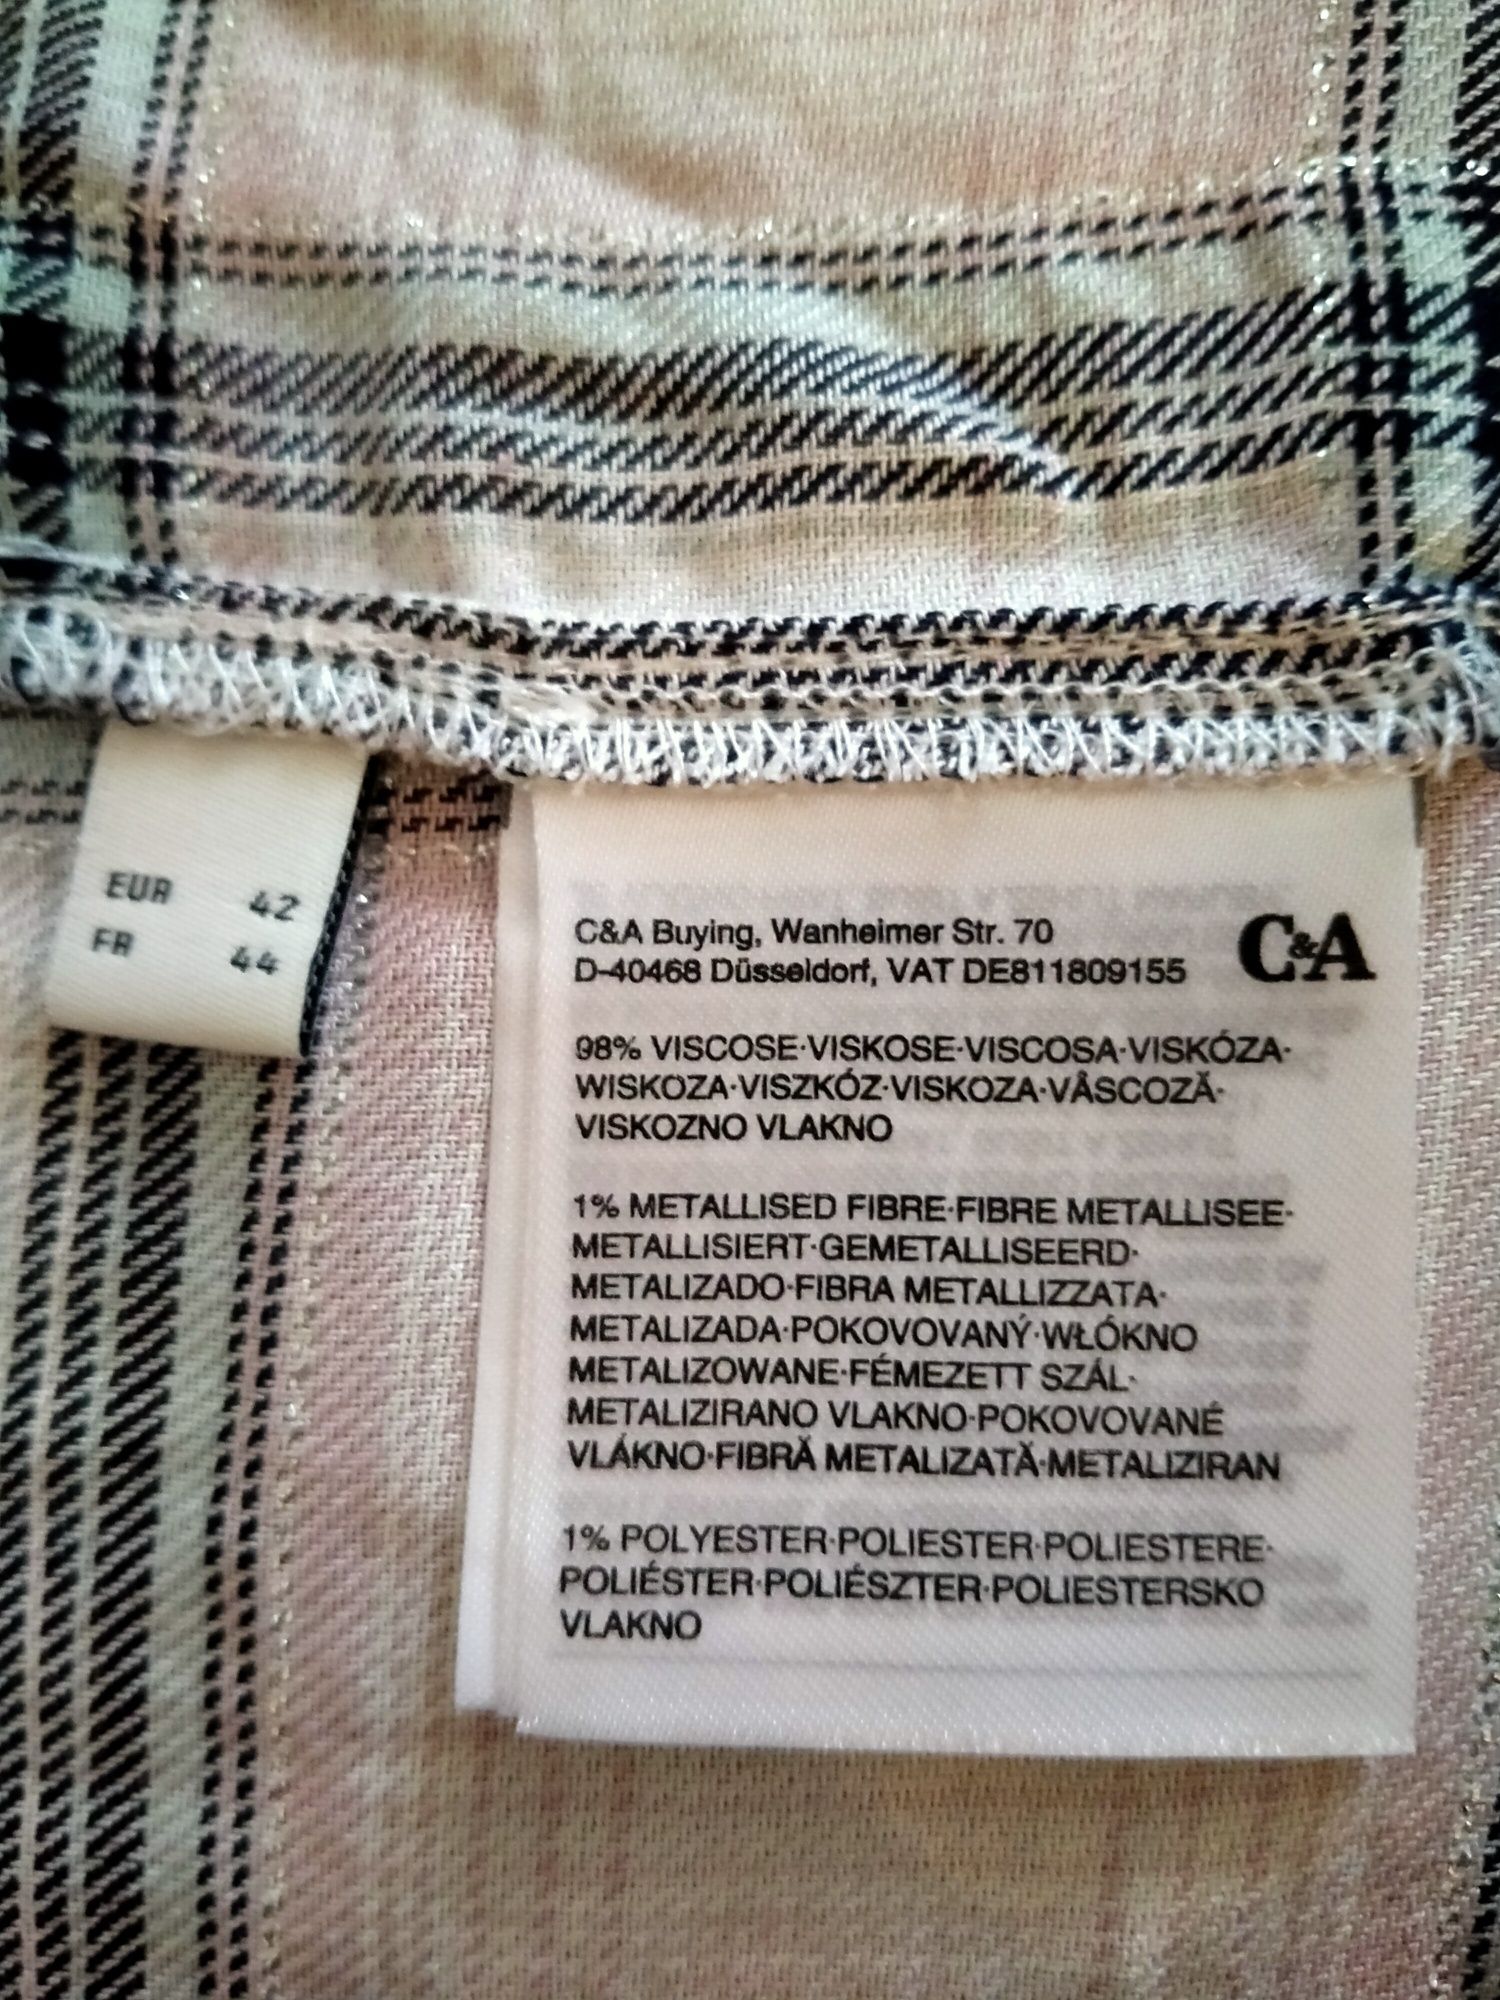 EUR 42
FR 44
C&A Buying, Wanheimer Str. 70
D-40468 Düsseldorf, VAT DE811809155
C&A
98% VISCOSE·VISKOSE·VISCOSA·VISKÓZA·
WISKOZA·VISZKÓZ·VISKOZA·VÂSCOZĂ·
VISKOZNO VLAKNO
1% METALLISED FIBRE·FIBRE METALLISEE·
METALLISIERT·GEMETALLISEERD·
METALIZADO·FIBRA METALLIZZATA·
METALIZADA·POKOVOVANÝ·WŁÓKNO
METALIZOWANE·FÉMEZETT SZÁL·
METALIZIRANO VLAKNO·POKOVOVANÉ
VLÁKNO·FIBRĂ METALIZATĂ·METALIZIRAN
1% POLYESTER·POLIESTER·POLIESTERE·
POLIÉSTER·POLIÉSZTER·POLIESTERSKO
VLAKNO